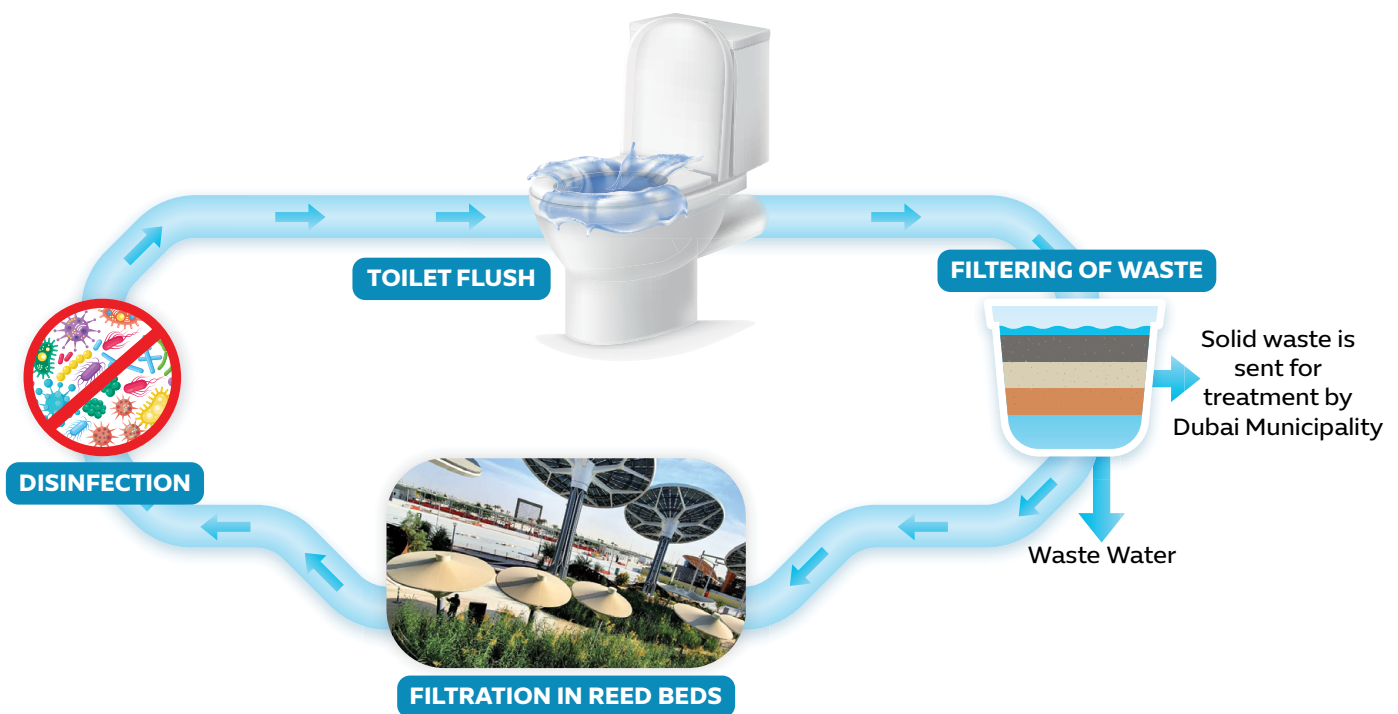 TOILET FLUSH
FILTERING OF WASTE
Solid waste is
sent for
treatment by
Dubai Municipality
Waste Water
FILTRATION IN REED BEDS
DISINFECTION